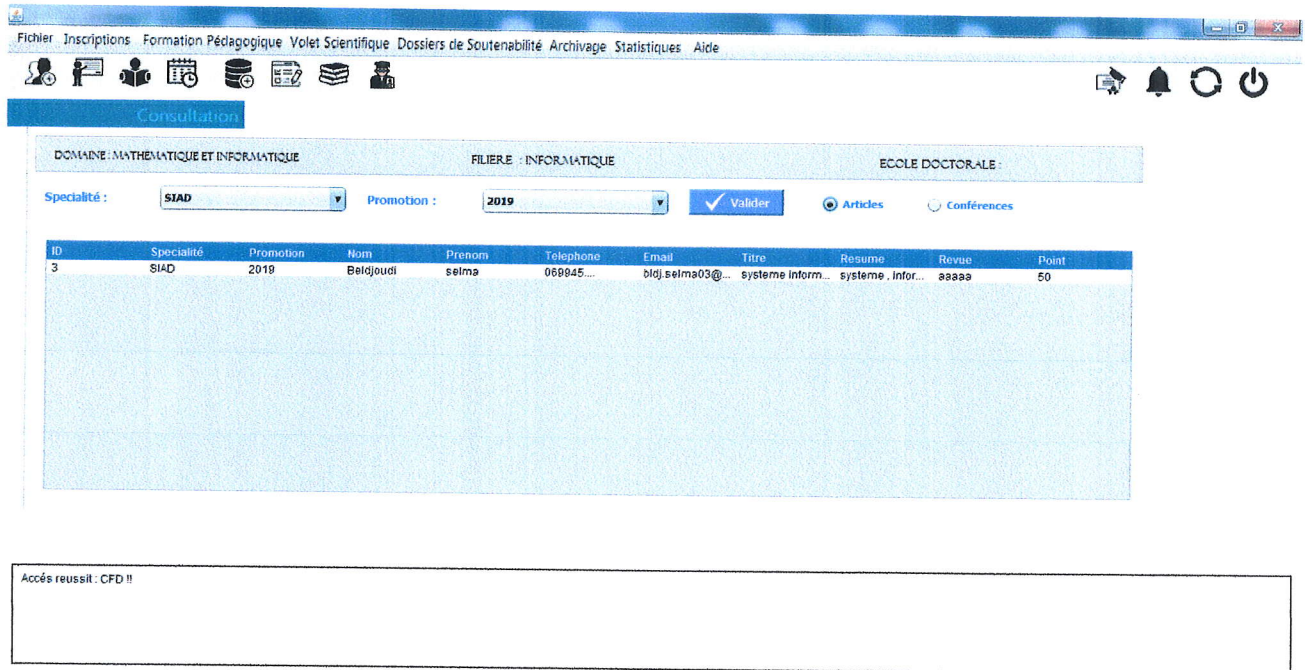 Fichier Inscriptions Formation Pédagogique Volet Scientifique Dossiers de Soutenabilité Archivage Statistiques Aide
Consultation
DOMAINE : MATHEMATIQUE ET INFORMATIQUE FILIERE : INFORMATIQUE ECOLE DOCTORALE :
Specialité : SIAD Promotion : 2019 Valider Articles Conférences
ID Specialité Promotion Nom Prenom Telephone Email Titre Resume Revue Point
3 SIAD 2019 Beldjoudi selma 069945.... bldj.selma03@... systeme inform... systeme , infor... aaaaa 50
Accés reussit : CFD !!